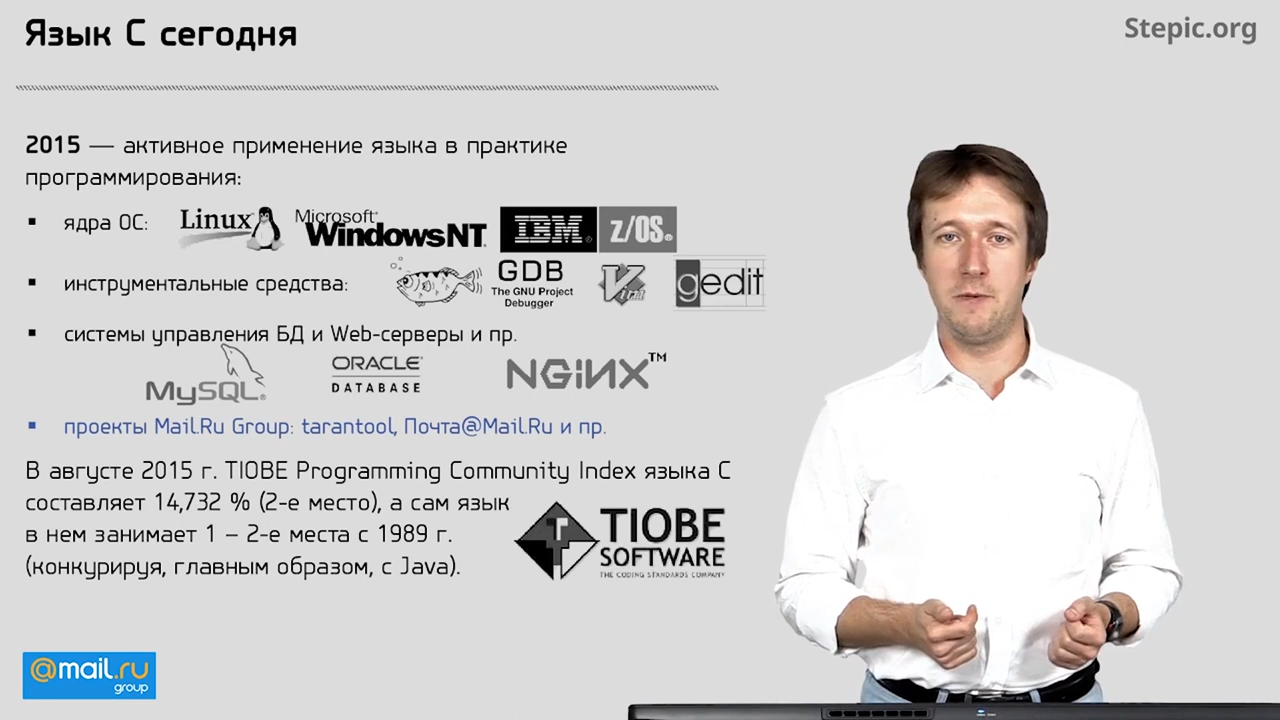 Язык С сегодня
Stepic.org
2015 — активное применение языка в практике
программирования:
▪ ядра ОС: Linux Microsoft® WindowsNT® IBM® z/OS®
▪ инструментальные средства: GDB The GNU Project Debugger Vim gedit
▪ системы управления БД и Web-серверы и пр.
MySQL® ORACLE® DATABASE NGiNX™
▪ проекты Mail.Ru Group: tarantool, Почта@Mail.Ru и пр.
В августе 2015 г. TIOBE Programming Community Index языка С
составляет 14,732 % (2-е место), а сам язык
в нем занимает 1 – 2-е места с 1989 г.
(конкурируя, главным образом, с Java).
TIOBE
SOFTWARE
THE CODING STANDARDS COMPANY
@mail.ru
group